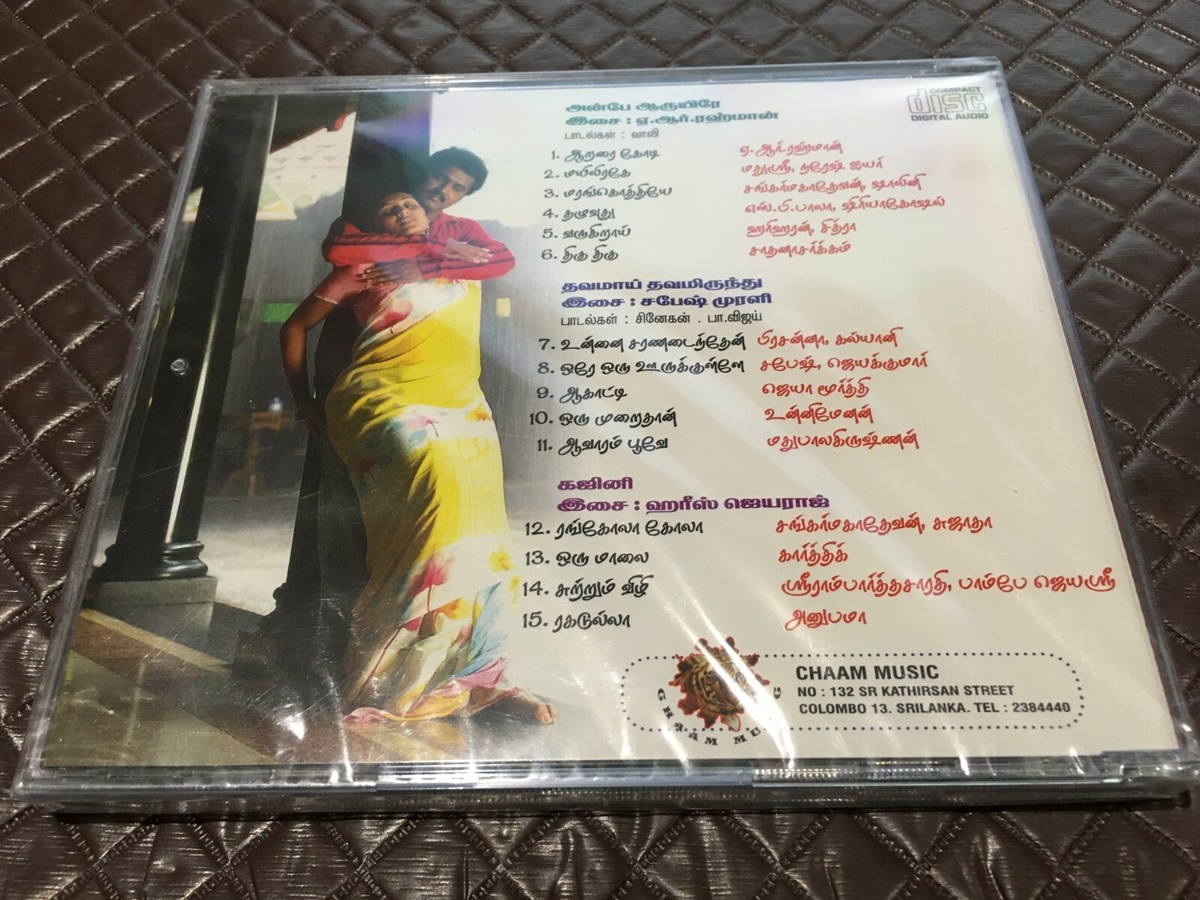 அன்பே ஆருயிரே
இசை : ஏ.ஆர்.ரஹ்மான்
பாடல்கள் : வாலி
1. ஆறரை கோடி ஏ.ஆர்.ரஹ்மான்
2. மயிலிரகே மதுஸ்ரீ, நரேஷ் ஐயர்
3. மரங்கொத்தியே சங்கர்மகாதேவன், ஷாலினி
4. தழுவுது எஸ்.பி.பாலா, ஷ்ரியாகோஷல்
5. வருகிறாய் ஹரிஹரன், சித்ரா
6. திகு திகு சாதனாசர்க்கம்
தவமாய் தவமிருந்து
இசை : சபேஷ் முரளி
பாடல்கள் : சினேகன் . பா.விஜய்
7. உன்னை சரணடைந்தேன் பிரசன்னா, கல்யானி
8. ஒரே ஒரு ஊருக்குள்ளே சபேஷ், ஜெயக்குமார்
9. ஆகாட்டி ஜெயா மூர்த்தி
10. ஒரு முறைதான் உன்னிமேனன்
11. ஆவாரம் பூவே மதுபாலகிருஷ்ணன்
கஜினி
இசை : ஹரீஸ் ஜெயராஜ்
12. ரங்கோலா கோலா சங்கர்மகாதேவன், சுஜாதா
13. ஒரு மாலை கார்த்திக்
14. சுற்றும் விழி ஸ்ரீராம்பார்த்தசாரதி, பாம்பே ஜெயஸ்ரீ
15. ரகடுல்லா அனுபமா
COMPACT
disc
DIGITAL AUDIO
CHAAM MUSIC
NO : 132 SR KATHIRSAN STREET
COLOMBO 13. SRILANKA. TEL : 2384440